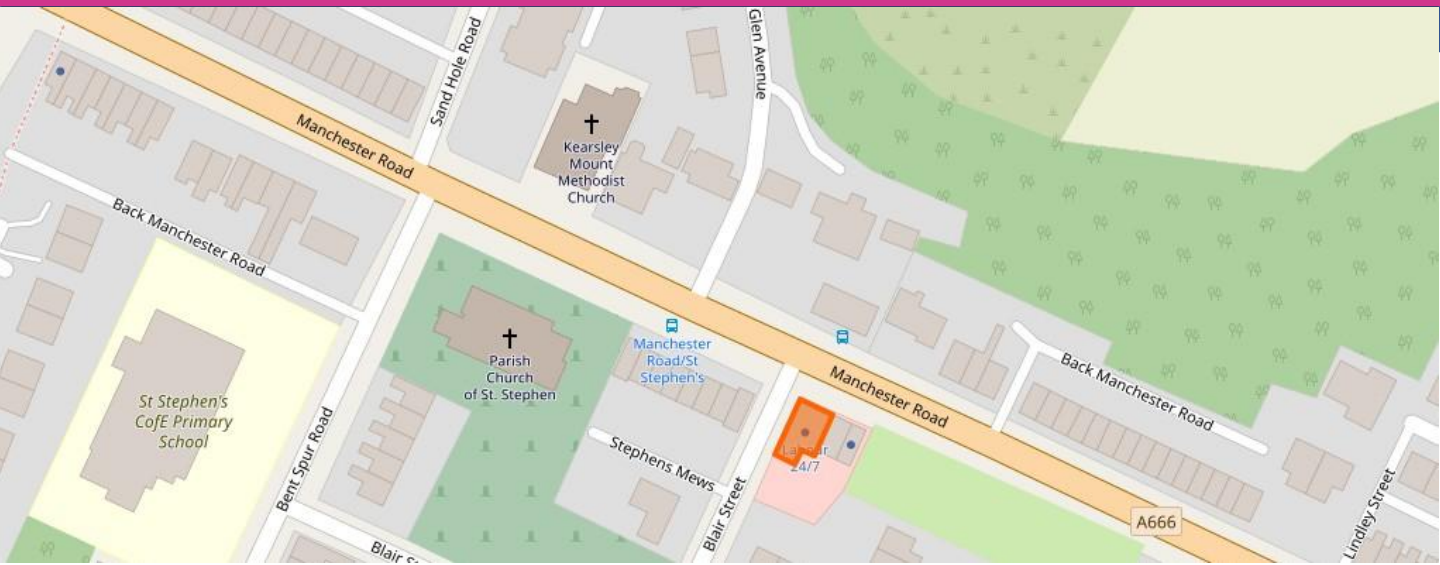 Sand Hole Road
Glen Avenue
Manchester Road
Kearsley
Mount
Methodist
Church
Back Manchester Road
Manchester
Road/St
Stephen's
Parish
Church
of St. Stephen
St Stephen's
CofE Primary
School
Manchester Road
Back Manchester Road
24/7
Stephens Mews
Bent Spur Road
Blair Street
A666
Lindley Street
Blair